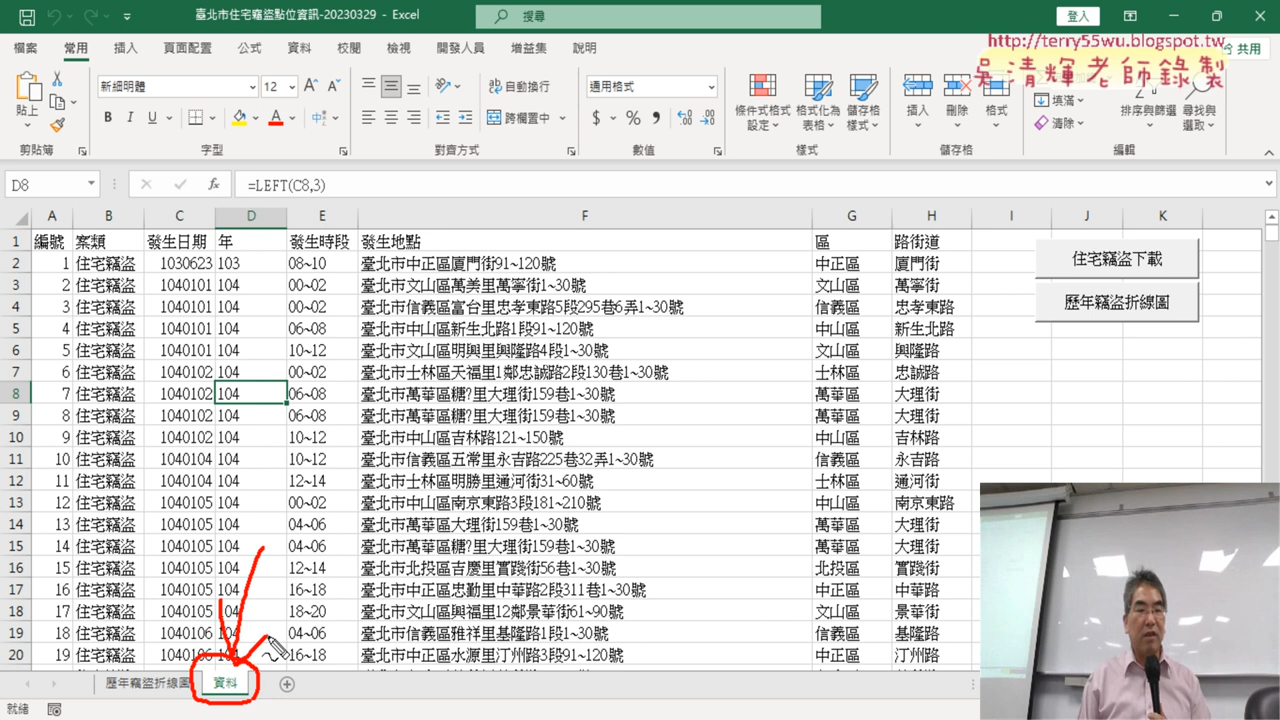 臺北市住宅竊盜點位資訊-20230329 - Excel
搜尋
登入
檔案 常用 插入 頁面配置 公式 資料 校閱 檢視 開發人員 增益集 說明
共用
http://terry55wu.blogspot.tw
吳清輝老師錄製
貼上
新細明體 12
B I U
自動換行
跨欄置中
通用格式
$ % 9
條件式格式設定
格式化為表格
儲存格樣式
插入 刪除 格式
填滿
清除
排序與篩選
尋找與選取
剪貼簿 字型 對齊方式 數值 樣式 儲存格 編輯
D8 fx =LEFT(C8,3)
A B C D E F G H I J K
1 編號 案類 發生日期 年 發生時段 發生地點 區 路街道
2 1 住宅竊盜 1030623 103 08~10 臺北市中正區廈門街91~120號 中正區 廈門街
住宅竊盜下載
3 2 住宅竊盜 1040101 104 00~02 臺北市文山區萬美里萬寧街1~30號 文山區 萬寧街
歷年竊盜折線圖
4 3 住宅竊盜 1040101 104 00~02 臺北市信義區富台里忠孝東路5段295巷6弄1~30號 信義區 忠孝東路
5 4 住宅竊盜 1040101 104 06~08 臺北市中山區新生北路1段91~120號 中山區 新生北路
6 5 住宅竊盜 1040101 104 10~12 臺北市文山區明興里興隆路4段1~30號 文山區 興隆路
7 6 住宅竊盜 1040102 104 00~02 臺北市士林區天福里1鄰忠誠路2段130巷1~30號 士林區 忠誠路
8 7 住宅竊盜 1040102 104 06~08 臺北市萬華區糖?里大理街159巷1~30號 萬華區 大理街
9 8 住宅竊盜 1040102 104 06~08 臺北市萬華區糖?里大理街159巷1~30號 萬華區 大理街
10 9 住宅竊盜 1040102 104 10~12 臺北市中山區吉林路121~150號 中山區 吉林路
11 10 住宅竊盜 1040104 104 10~12 臺北市信義區五常里永吉路225巷32弄1~30號 信義區 永吉路
12 11 住宅竊盜 1040104 104 12~14 臺北市士林區明勝里通河街31~60號 士林區 通河街
13 12 住宅竊盜 1040105 104 00~02 臺北市中山區南京東路3段181~210號 中山區 南京東路
14 13 住宅竊盜 1040105 104 04~06 臺北市萬華區大理街159巷1~30號 萬華區 大理街
15 14 住宅竊盜 1040105 104 04~06 臺北市萬華區糖?里大理街159巷1~30號 萬華區 大理街
16 15 住宅竊盜 1040105 104 12~14 臺北市北投區吉慶里實踐街56巷1~30號 北投區 實踐街
17 16 住宅竊盜 1040105 104 16~18 臺北市中正區忠勤里中華路2段311巷1~30號 中正區 中華路
18 17 住宅竊盜 1040105 104 18~20 臺北市文山區興福里12鄰景華街61~90號 文山區 景華街
19 18 住宅竊盜 1040106 104 04~06 臺北市信義區雅祥里基隆路1段1~30號 信義區 基隆路
20 19 住宅竊盜 1040106 16~18 臺北市中正區水源里汀州路3段91~120號 中正區 汀州路
歷年竊盜折線圖 資料
就緒